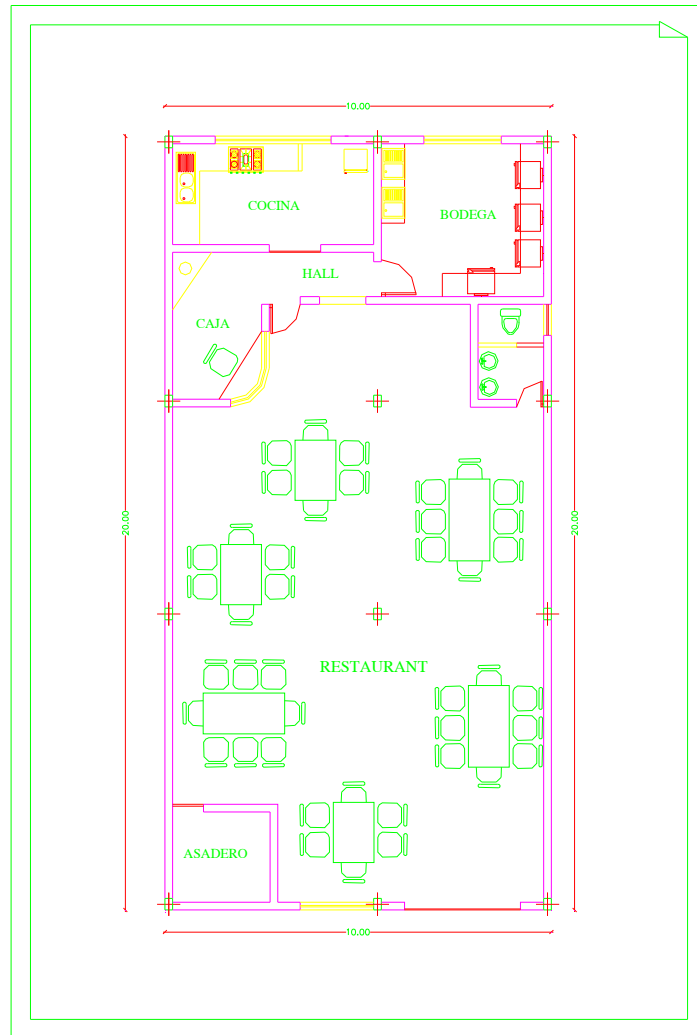 10.00
COCINA
BODEGA
HALL
CAJA
20.00
20.00
RESTAURANT
ASADERO
10.00